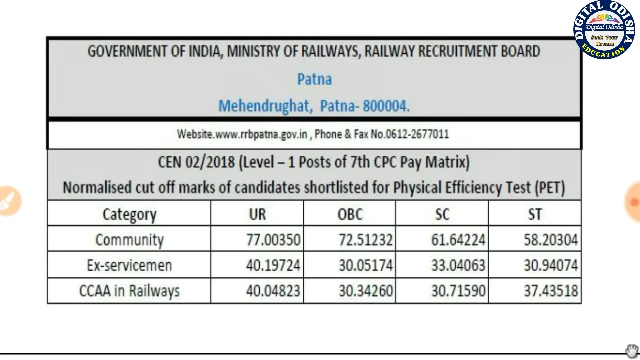 DIGITAL ODISHA
EDUCATION
GOVERNMENT OF INDIA, MINISTRY OF RAILWAYS, RAILWAY RECRUITMENT BOARD
Patna
Mehendrughat, Patna- 800004.
Website.www.rrbpatna.gov.in , Phone & Fax No.0612-2677011
CEN 02/2018 (Level – 1 Posts of 7th CPC Pay Matrix)
Normalised cut off marks of candidates shortlisted for Physical Efficiency Test (PET)
Category UR OBC SC ST
Community 77.00350 72.51232 61.64224 58.20304
Ex-servicemen 40.19724 30.05174 33.04063 30.94074
CCAA in Railways 40.04823 30.34260 30.71590 37.43518